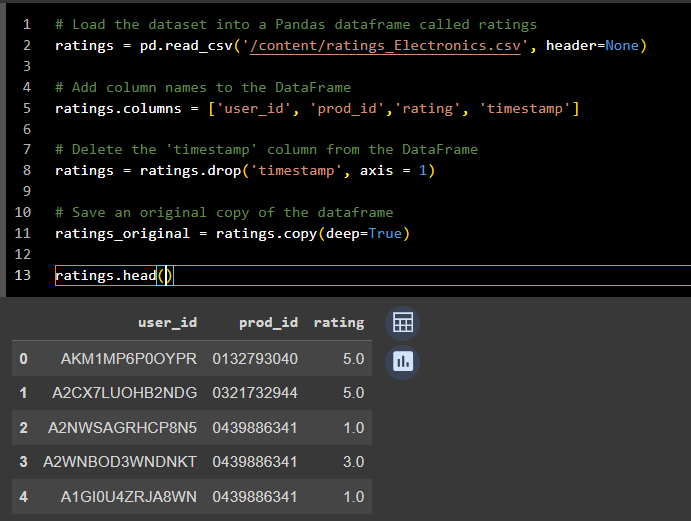 1 # Load the dataset into a Pandas dataframe called ratings
2 ratings = pd.read_csv('/content/ratings_Electronics.csv', header=None)
3
4 # Add column names to the DataFrame
5 ratings.columns = ['user_id', 'prod_id','rating', 'timestamp']
6
7 # Delete the 'timestamp' column from the DataFrame
8 ratings = ratings.drop('timestamp', axis = 1)
9
10 # Save an original copy of the dataframe
11 ratings_original = ratings.copy(deep=True)
12
13 ratings.head()
user_id prod_id rating
0 AKM1MP6P0OYPR 0132793040 5.0
1 A2CX7LUOHB2NDG 0321732944 5.0
2 A2NWSAGRHCP8N5 0439886341 1.0
3 A2WNBOD3WNDNKT 0439886341 3.0
4 A1GI0U4ZRJA8WN 0439886341 1.0